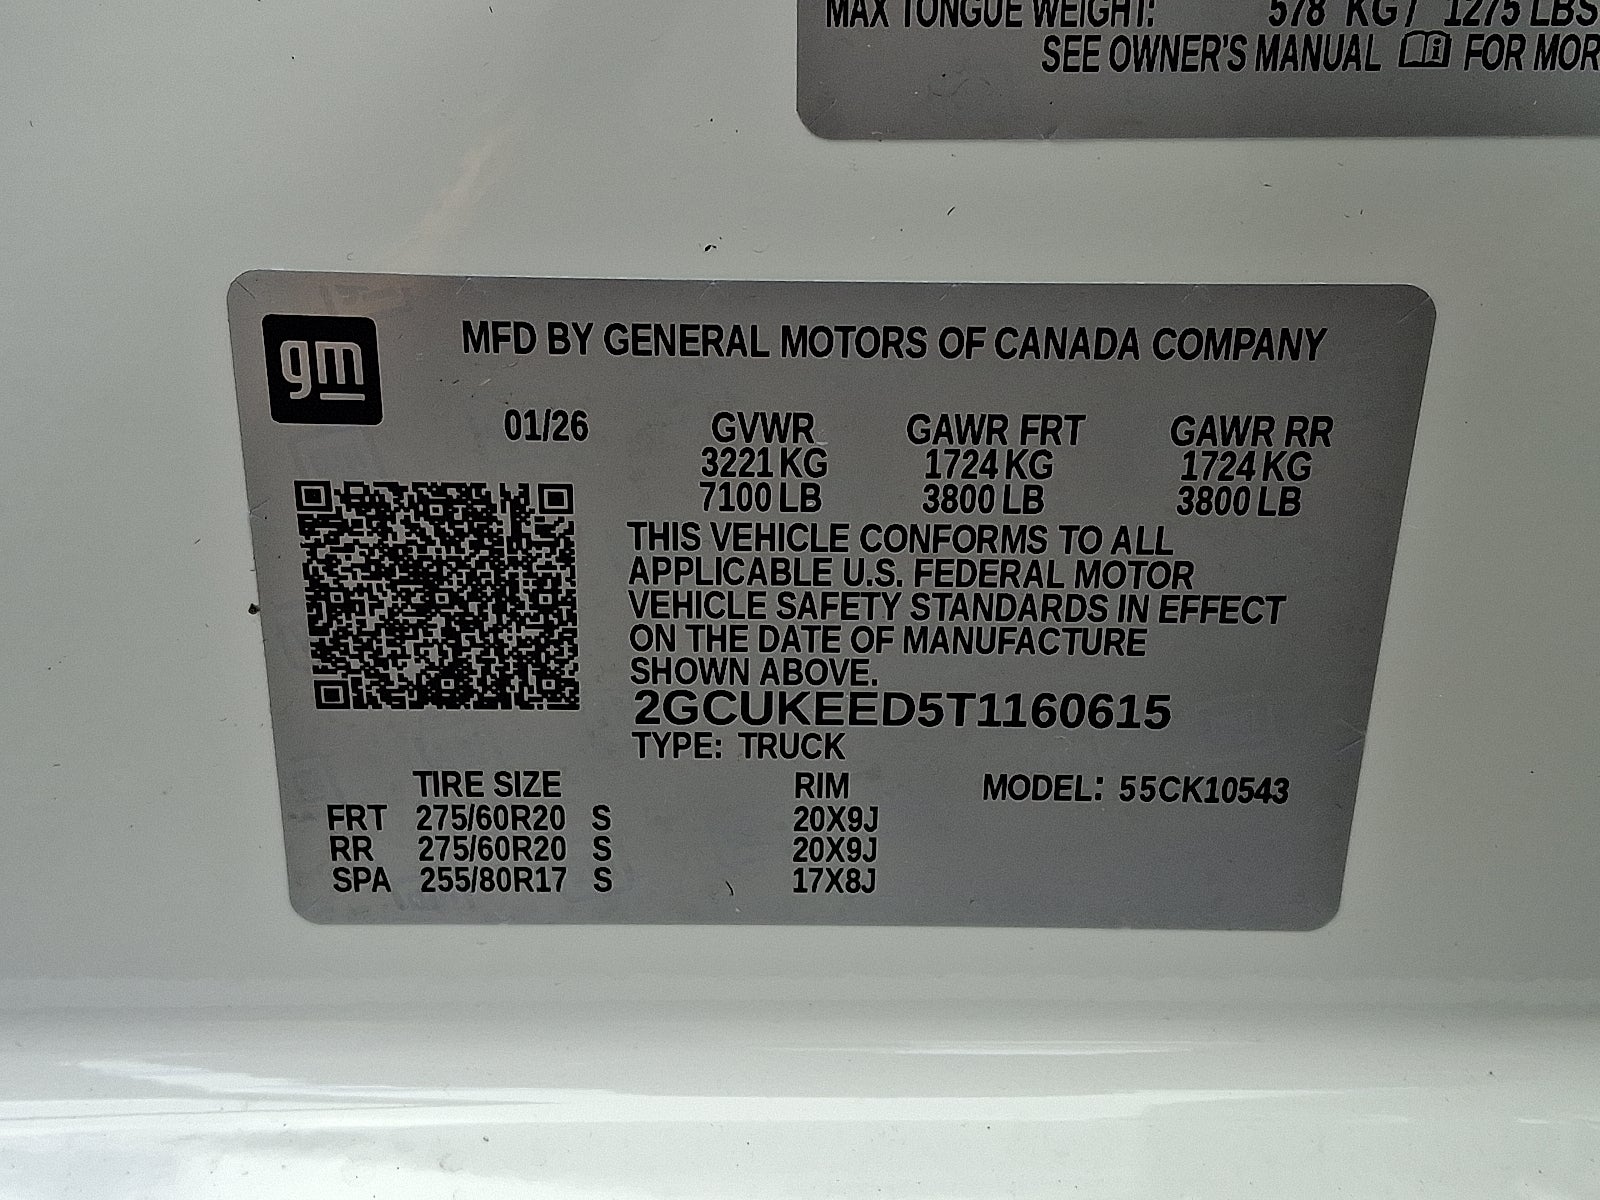 MAX TONGUE WEIGHT: 578 KG / 1275 LBS
SEE OWNER'S MANUAL FOR MOR
gm
MFD BY GENERAL MOTORS OF CANADA COMPANY
01/26 GVWR GAWR FRT GAWR RR
3221 KG 1724 KG 1724 KG
7100 LB 3800 LB 3800 LB
THIS VEHICLE CONFORMS TO ALL
APPLICABLE U.S. FEDERAL MOTOR
VEHICLE SAFETY STANDARDS IN EFFECT
ON THE DATE OF MANUFACTURE
SHOWN ABOVE.
2GCUKEED5T1160615
TYPE: TRUCK
TIRE SIZE RIM MODEL: 55CK10543
FRT 275/60R20 S 20X9J
RR 275/60R20 S 20X9J
SPA 255/80R17 S 17X8J